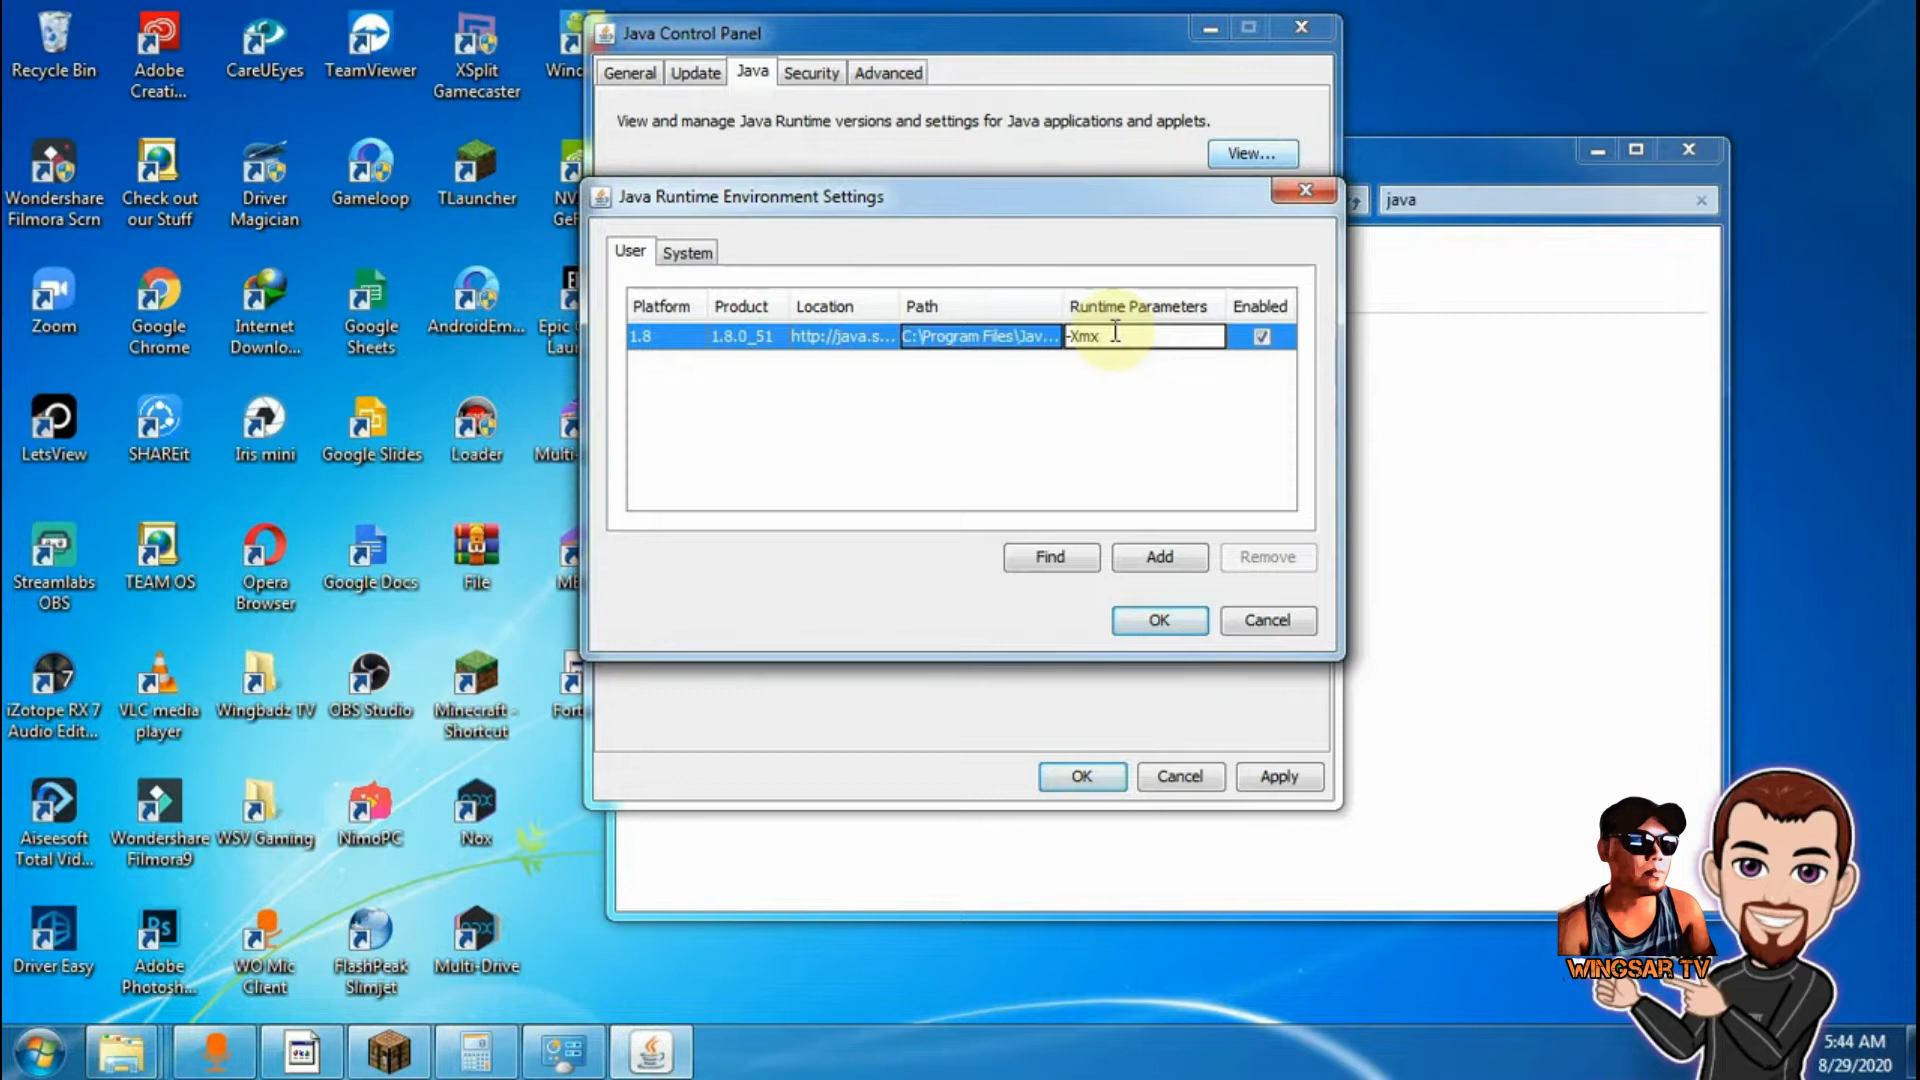 Recycle Bin
Adobe
Creati...
CareUEyes
TeamViewer
XSplit
Gamecaster
Wondershare
Filmora Scrn
Check out
our Stuff
Driver
Magician
Gameloop
TLauncher
Zoom
Google
Chrome
Internet
Downlo...
Google
Sheets
AndroidEm...
Epic
Lau
LetsView
SHAREit
Iris mini
Google Slides
Loader
Multi-
Streamlabs
OBS
TEAM OS
Opera
Browser
Google Docs
File
iZotope RX 7
Audio Edit...
VLC media
player
Wingbadz TV
OBS Studio
Minecraft -
Shortcut
Fort
Aiseesoft
Total Vid...
Wondershare
Filmora9
WSV Gaming
NimoPC
Nox
Driver Easy
Adobe
Photosh...
WO Mic
Client
FlashPeak
Slimjet
Multi-Drive
Java Control Panel
General
Update
Java
Security
Advanced
View and manage Java Runtime versions and settings for Java applications and applets.
View...
java
Java Runtime Environment Settings
User
System
Platform
Product
Location
Path
Runtime Parameters
Enabled
1.8
1.8.0_51
http://java.s...
C:\Program Files\Jav...
-Xmx
Find
Add
Remove
OK
Cancel
OK
Cancel
Apply
WINGSAR TV
5:44 AM
8/29/2020